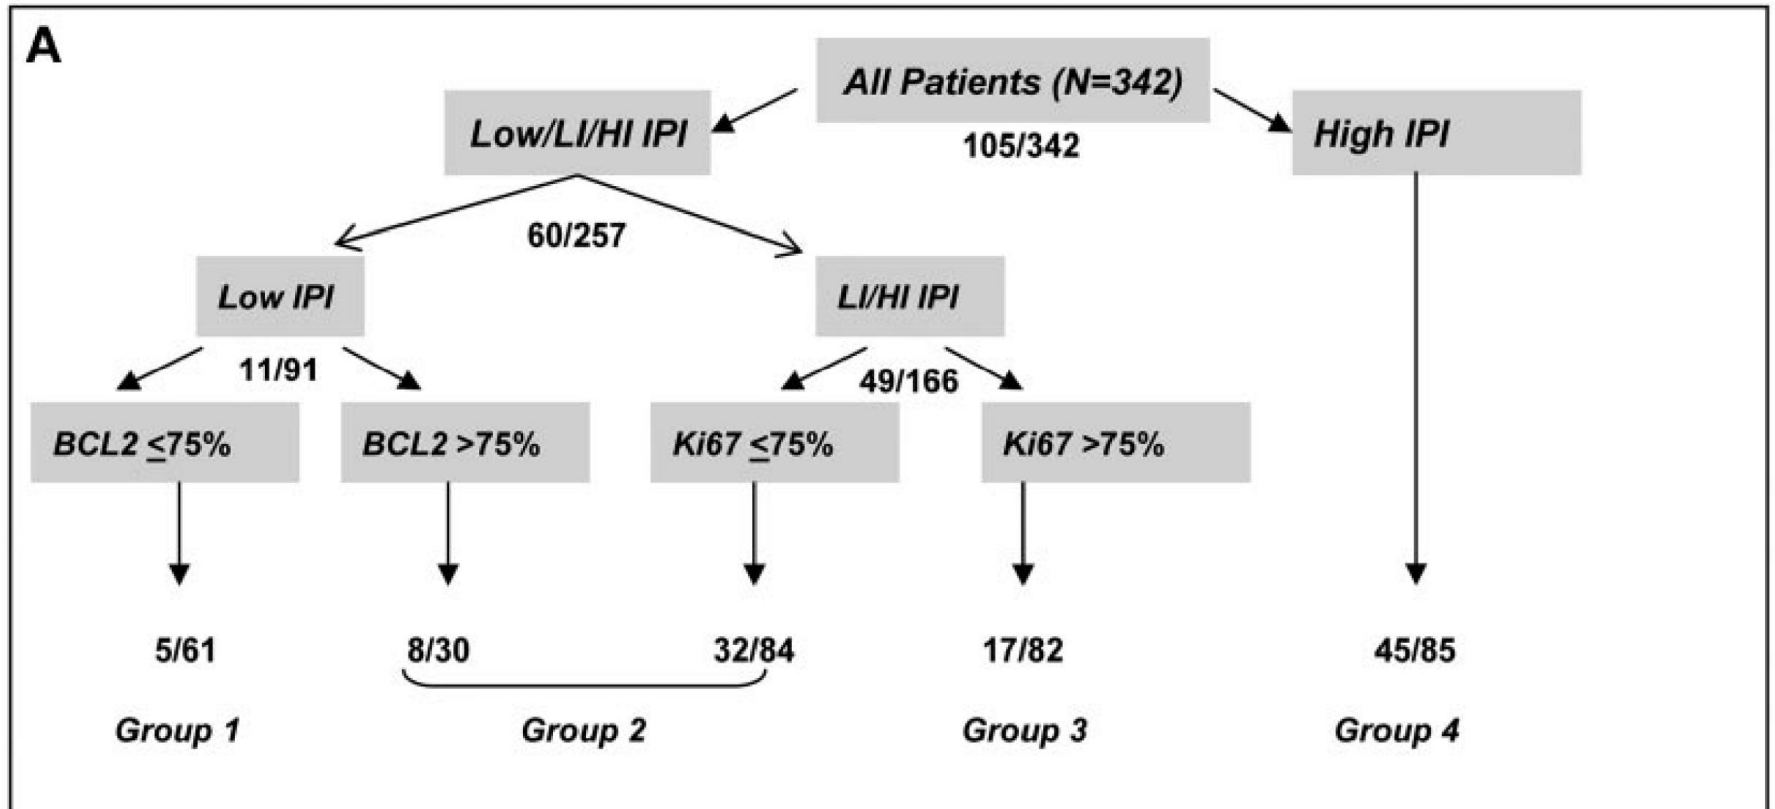 A
All Patients (N=342)
105/342
Low/LI/HI IPI
High IPI
60/257
Low IPI
LI/HI IPI
11/91
49/166
BCL2 ≤75%
BCL2 >75%
Ki67 ≤75%
Ki67 >75%
5/61
8/30
32/84
17/82
45/85
Group 1
Group 2
Group 3
Group 4